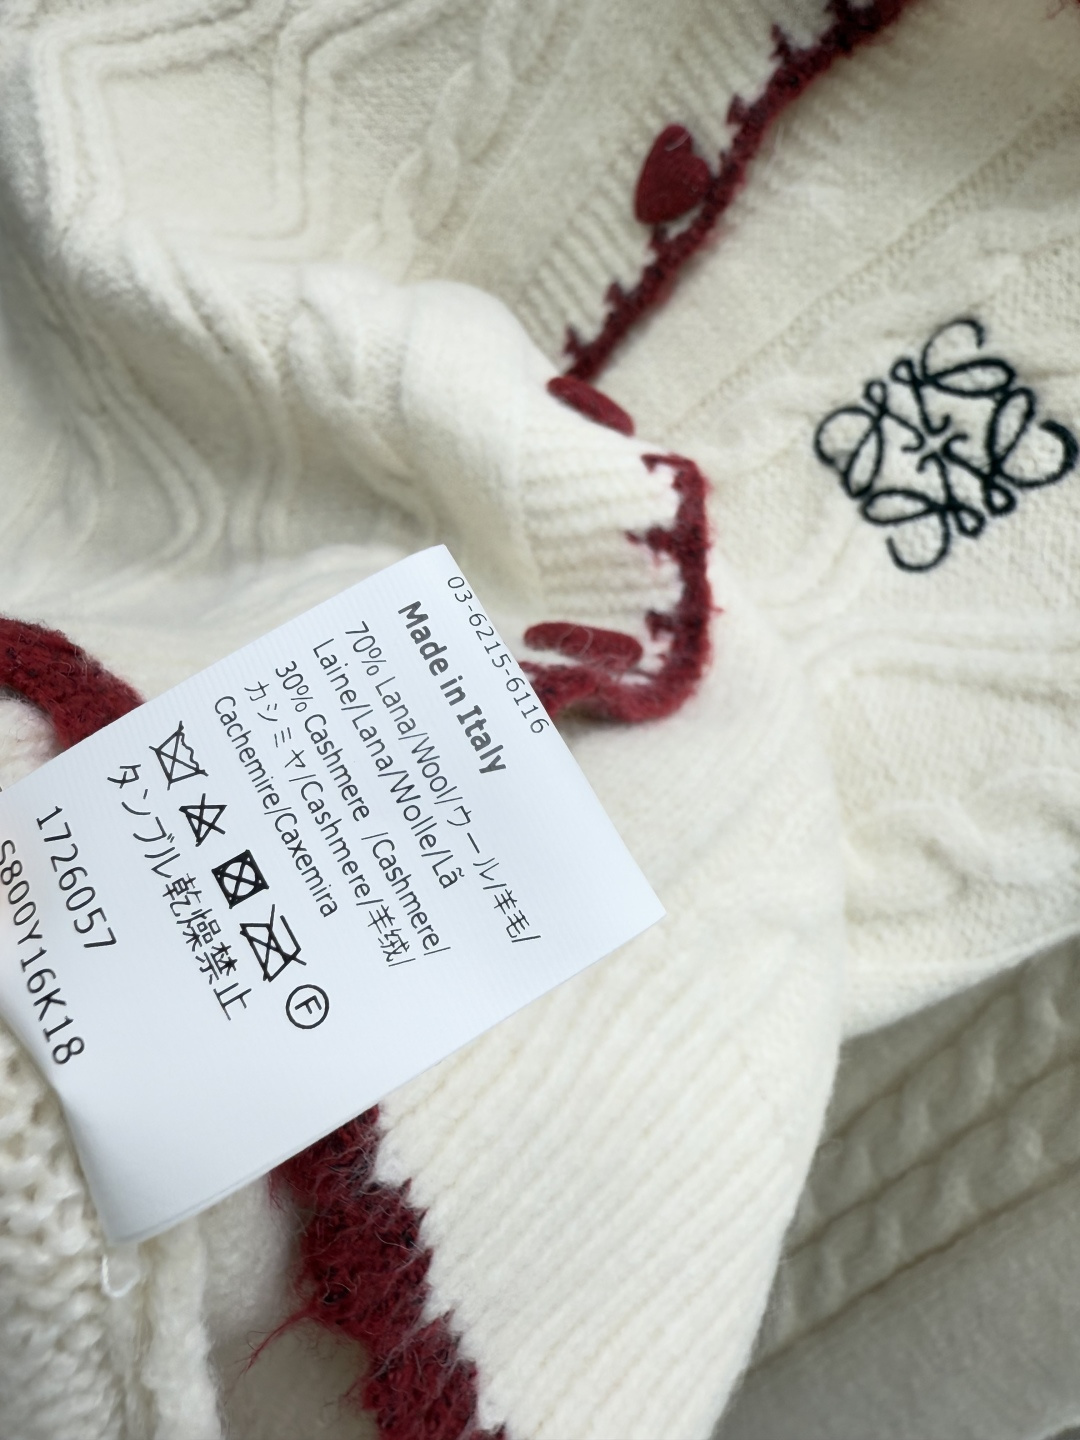 03-6215-6116
Made in Italy
70% Lana/Wool/ウール/羊毛/
Laine/Lana/Wolle/Lã
30% Cashmere /Cashmere/
カシミヤ/Cashmere/羊绒/
Cachemire/Caxemira
F
タンブル乾燥禁止
1726057
S800Y16K18